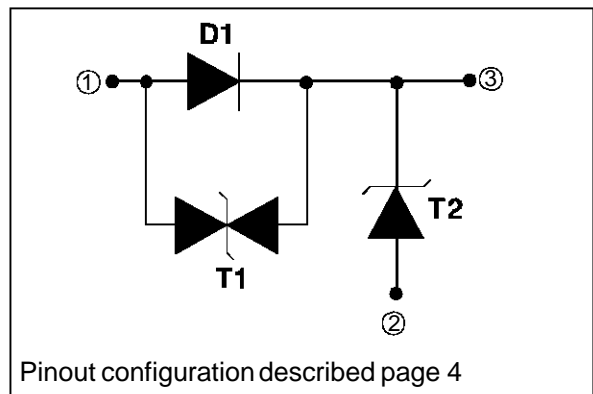 D1
① ③
T2
T1
②
Pinout configuration described page 4